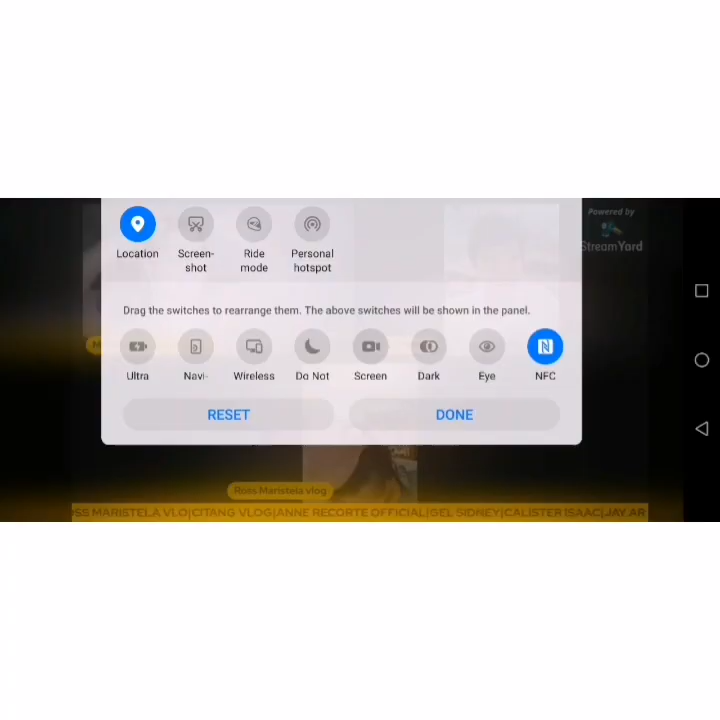 Powered by
StreamYard
Location
Screen-
shot
Ride
mode
Personal
hotspot
Drag the switches to rearrange them. The above switches will be shown in the panel.
Ultra
Navi-
Wireless
Do Not
Screen
Dark
Eye
NFC
RESET
DONE
Ross Maristela vlog
OSS MARISTELA VLO|CITANG VLOG|ANNE RECORTE OFFICIAL|GEL SIDNEY|CALISTER ISAAC|JAY AR